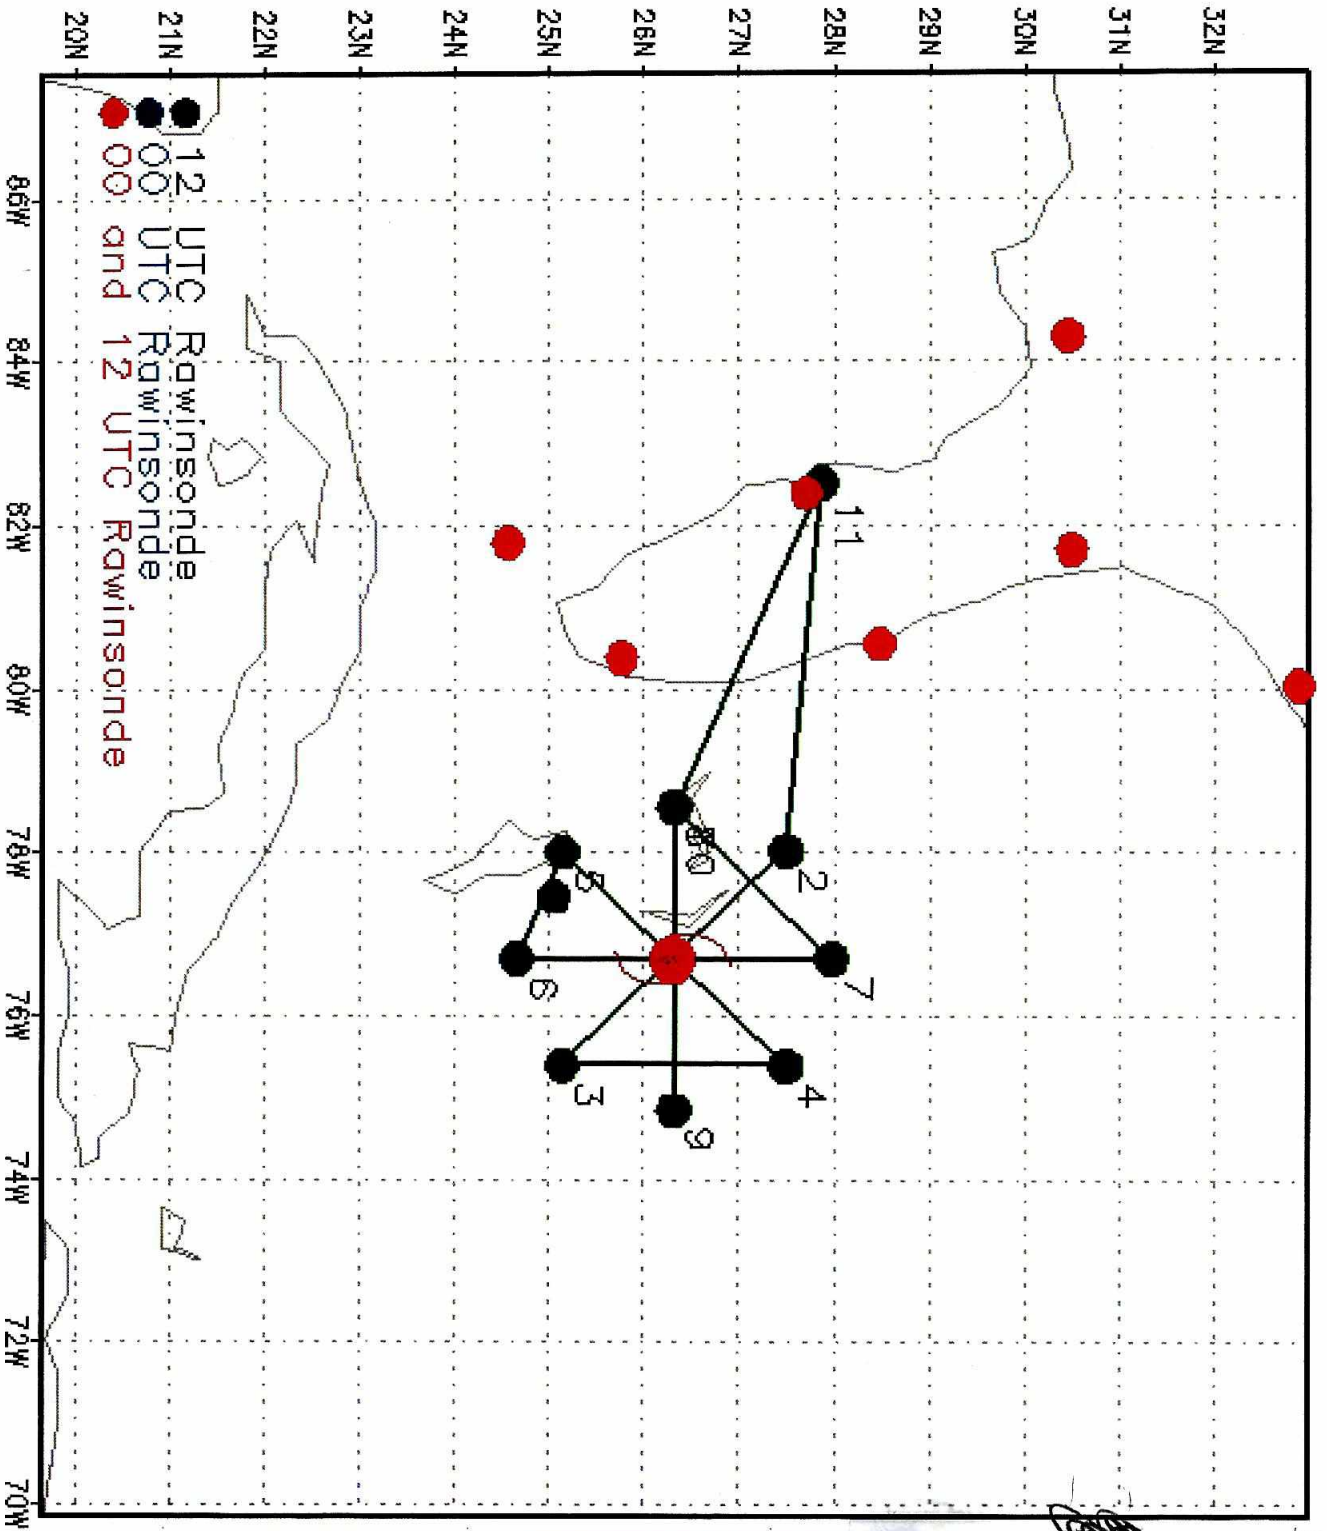 32N
31N
30N
29N
28N
27N
26N
25N
24N
23N
22N
21N
20N
86W
84W
82W
80W
78W
76W
74W
72W
70W
11
2
7
5
6
4
3
9
12 UTC Rawinsonde
00 UTC Rawinsonde
00 and 12 UTC Rawinsonde